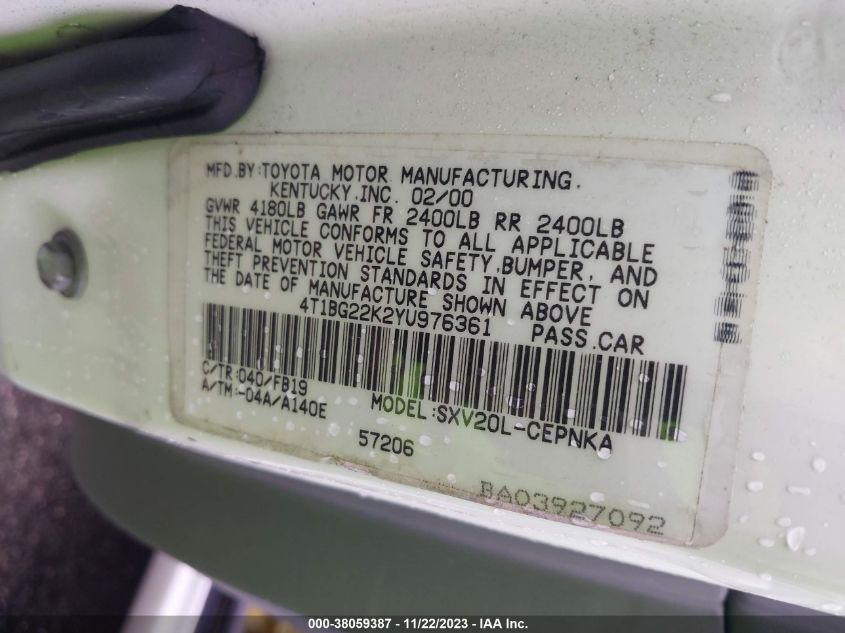 MFD.BY:TOYOTA MOTOR MANUFACTURING,
KENTUCKY,INC. 02/00
GVWR 4180LB GAWR FR 2400LB RR 2400LB
THIS VEHICLE CONFORMS TO ALL APPLICABLE
FEDERAL MOTOR VEHICLE SAFETY,BUMPER, AND
THEFT PREVENTION STANDARDS IN EFFECT ON
THE DATE OF MANUFACTURE SHOWN ABOVE
4T1BG22K2YU976361 PASS.CAR
C/TR:040/FB19
A/TM:-04A/A140E MODEL:SXV20L-CEPNKA
57206
BA03927092
000-38059387 - 11/22/2023 - IAA Inc.